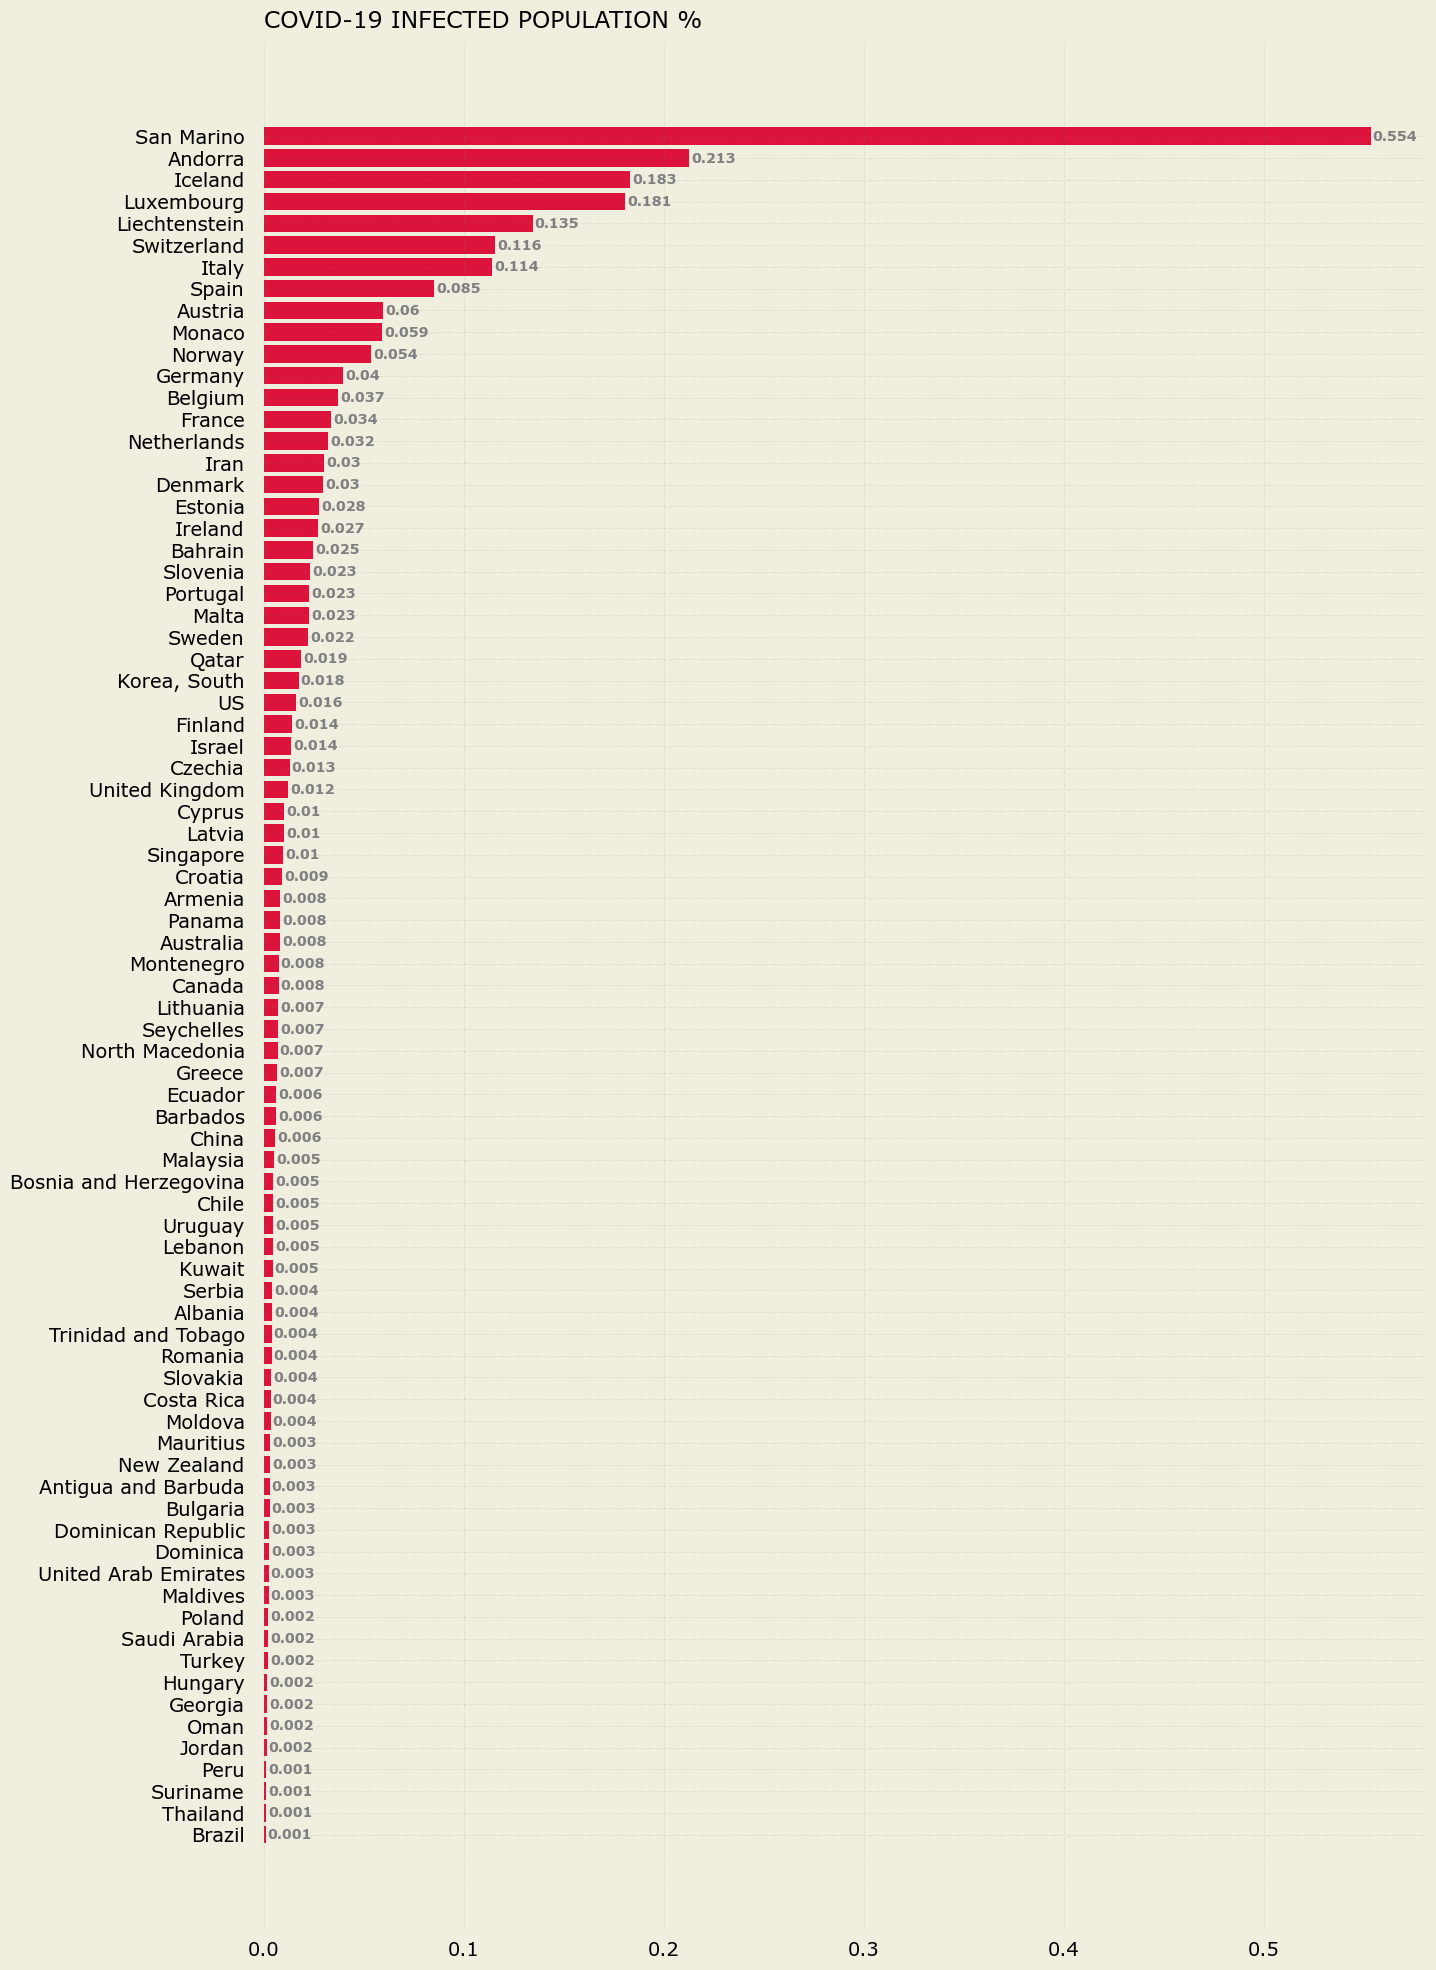 COVID-19 INFECTED POPULATION %
San Marino 0.554
Andorra 0.213
Iceland 0.183
Luxembourg 0.181
Liechtenstein 0.135
Switzerland 0.116
Italy 0.114
Spain 0.085
Austria 0.06
Monaco 0.059
Norway 0.054
Germany 0.04
Belgium 0.037
France 0.034
Netherlands 0.032
Iran 0.03
Denmark 0.03
Estonia 0.028
Ireland 0.027
Bahrain 0.025
Slovenia 0.023
Portugal 0.023
Malta 0.023
Sweden 0.022
Qatar 0.019
Korea, South 0.018
US 0.016
Finland 0.014
Israel 0.014
Czechia 0.013
United Kingdom 0.012
Cyprus 0.01
Latvia 0.01
Singapore 0.01
Croatia 0.009
Armenia 0.008
Panama 0.008
Australia 0.008
Montenegro 0.008
Canada 0.008
Lithuania 0.007
Seychelles 0.007
North Macedonia 0.007
Greece 0.007
Ecuador 0.006
Barbados 0.006
China 0.006
Malaysia 0.005
Bosnia and Herzegovina 0.005
Chile 0.005
Uruguay 0.005
Lebanon 0.005
Kuwait 0.005
Serbia 0.004
Albania 0.004
Trinidad and Tobago 0.004
Romania 0.004
Slovakia 0.004
Costa Rica 0.004
Moldova 0.004
Mauritius 0.003
New Zealand 0.003
Antigua and Barbuda 0.003
Bulgaria 0.003
Dominican Republic 0.003
Dominica 0.003
United Arab Emirates 0.003
Maldives 0.003
Poland 0.002
Saudi Arabia 0.002
Turkey 0.002
Hungary 0.002
Georgia 0.002
Oman 0.002
Jordan 0.002
Peru 0.001
Suriname 0.001
Thailand 0.001
Brazil 0.001
0.0 0.1 0.2 0.3 0.4 0.5